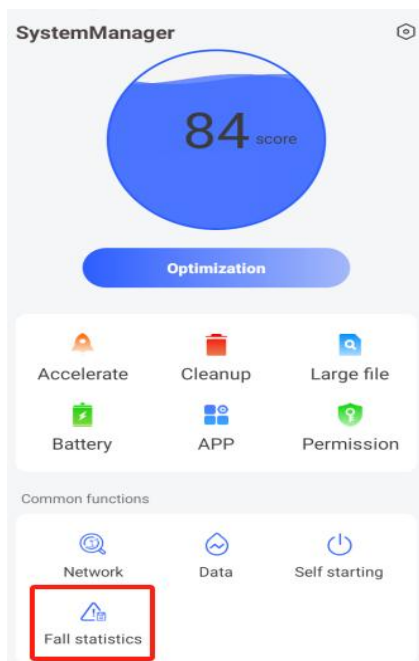 SystemManager
84 score
Optimization
Accelerate Cleanup Large file
Battery APP Permission
Common functions
Network Data Self starting
Fall statistics